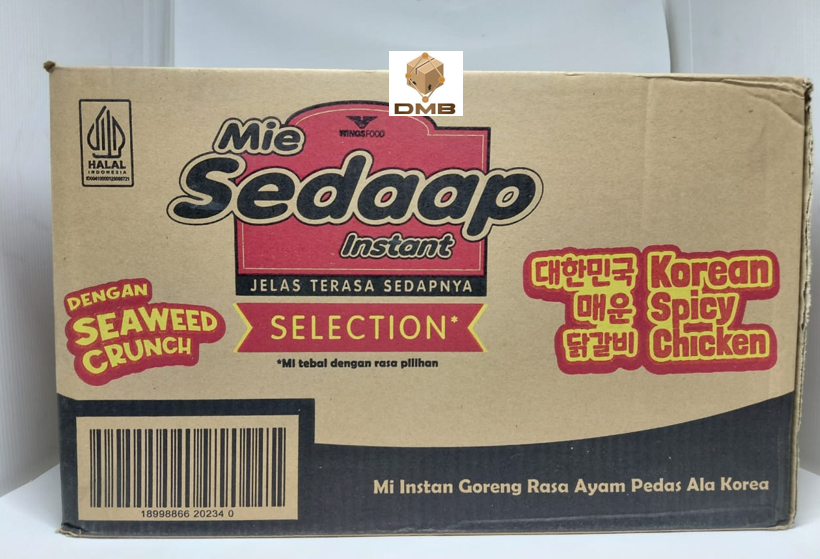 DMB
HALAL
INDONESIA
WINGSFOOD
Mie
Sedaap
Instant
JELAS TERASA SEDAPNYA
SELECTION*
*Mi tebal dengan rasa pilihan
DENGAN
SEAWEED
CRUNCH
대한민국 Korean
매운 Spicy
닭갈비 Chicken
18998866 20234 0
Mi Instan Goreng Rasa Ayam Pedas Ala Korea